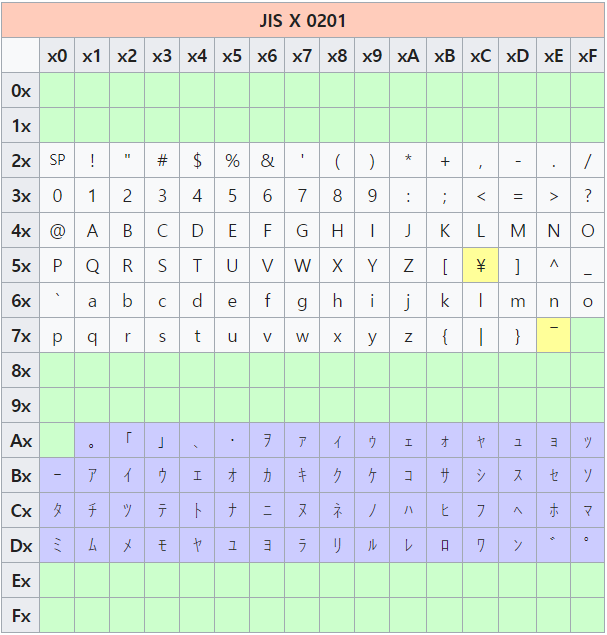 JIS X 0201
x0 x1 x2 x3 x4 x5 x6 x7 x8 x9 xA xB xC xD xE xF
0x
1x
2x SP ! " # $ % & ' ( ) * + , - . /
3x 0 1 2 3 4 5 6 7 8 9 : ; < = > ?
4x @ A B C D E F G H I J K L M N O
5x P Q R S T U V W X Y Z [ ¥ ] ^ _
6x ` a b c d e f g h i j k l m n o
7x p q r s t u v w x y z { | } ‾
8x
9x
Ax 。 「 」 、 ・ ヲ ァ ィ ゥ ェ ォ ャ ュ ョ ッ
Bx ー ア イ ウ エ オ カ キ ク ケ コ サ シ ス セ ソ
Cx タ チ ツ テ ト ナ ニ ヌ ネ ノ ハ ヒ フ ヘ ホ マ
Dx ミ ム メ モ ヤ ユ ヨ ラ リ ル レ ロ ワ ン ゙ ゚
Ex
Fx